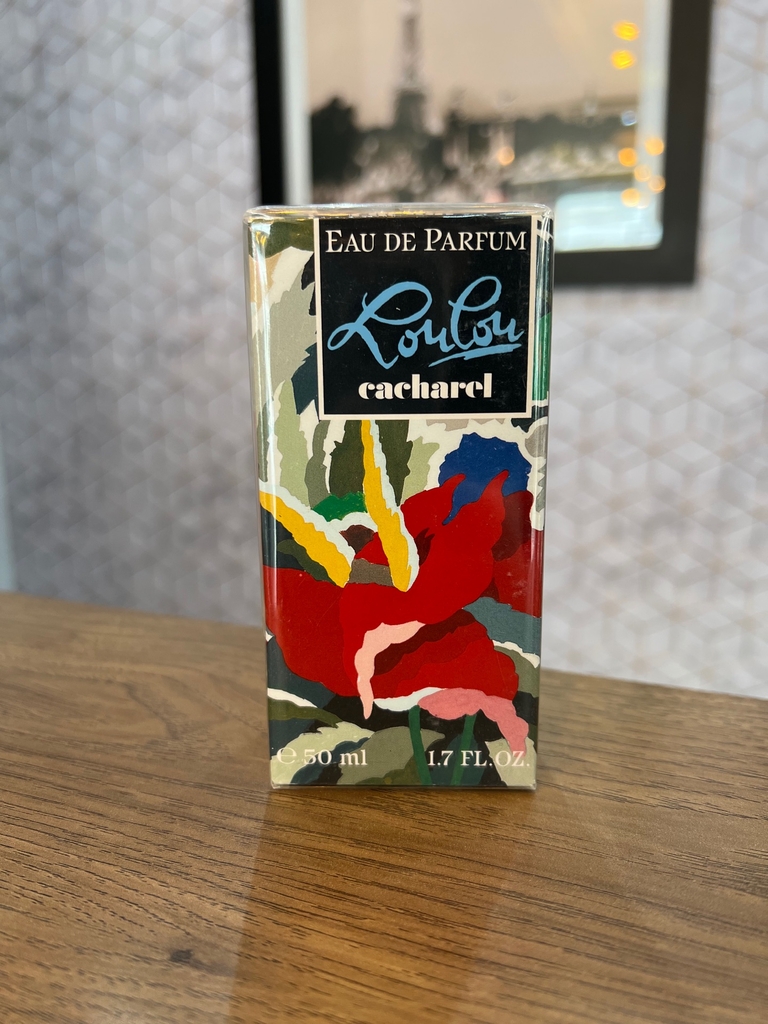 EAU DE PARFUM
Loulou
cacharel
℮ 50 ml 1.7 FL.OZ.